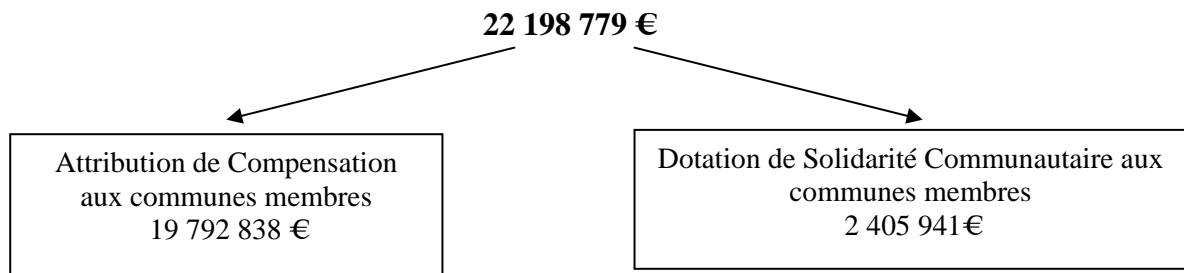 22 198 779 €
Attribution de Compensation
aux communes membres
19 792 838 €
Dotation de Solidarité Communautaire aux
communes membres
2 405 941€